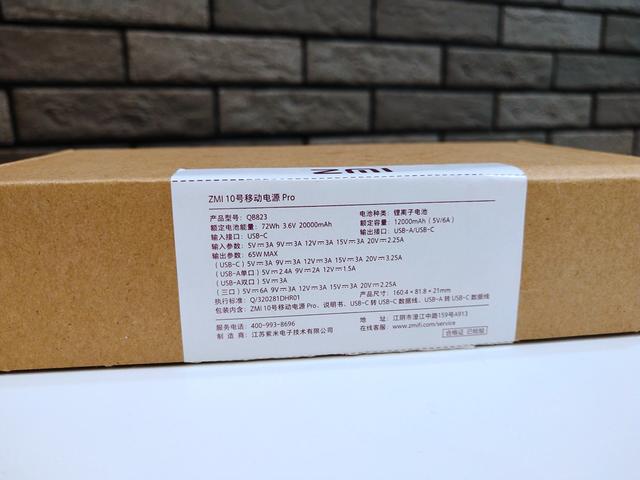 ZMI
ZMI 10号移动电源 Pro
产品型号： QB823 电池种类： 锂离子电池
额定电池能量： 72Wh 3.6V 20000mAh 额定容量： 12000mAh (5V/6A)
输入接口： USB-C 输出接口： USB-A/USB-C
输入参数： 5V⎓3A 9V⎓3A 12V⎓3A 15V⎓3A 20V⎓2.25A
输出参数： 65W MAX
(USB-C) 5V⎓3A 9V⎓3A 12V⎓3A 15V⎓3A 20V⎓3.25A
(USB-A单口) 5V⎓2.4A 9V⎓2A 12V⎓1.5A
(USB-A双口) 5V⎓3A
(三口) 5V⎓6A 9V⎓3A 12V⎓3A 15V⎓3A 20V⎓2.25A
执行标准： Q/320281DHR01 产品尺寸： 160.4*81.8*21mm
包装内含： ZMI 10号移动电源 Pro、说明书、USB-C 转 USB-C 数据线、USB-A 转 USB-C 数据线
服务电话： 400-993-8696 地 址： 江阴市澄江中路159号A913
制 造 商： 江苏紫米电子技术有限公司 在线客服： www.zmifi.com/service
合格证 已检验